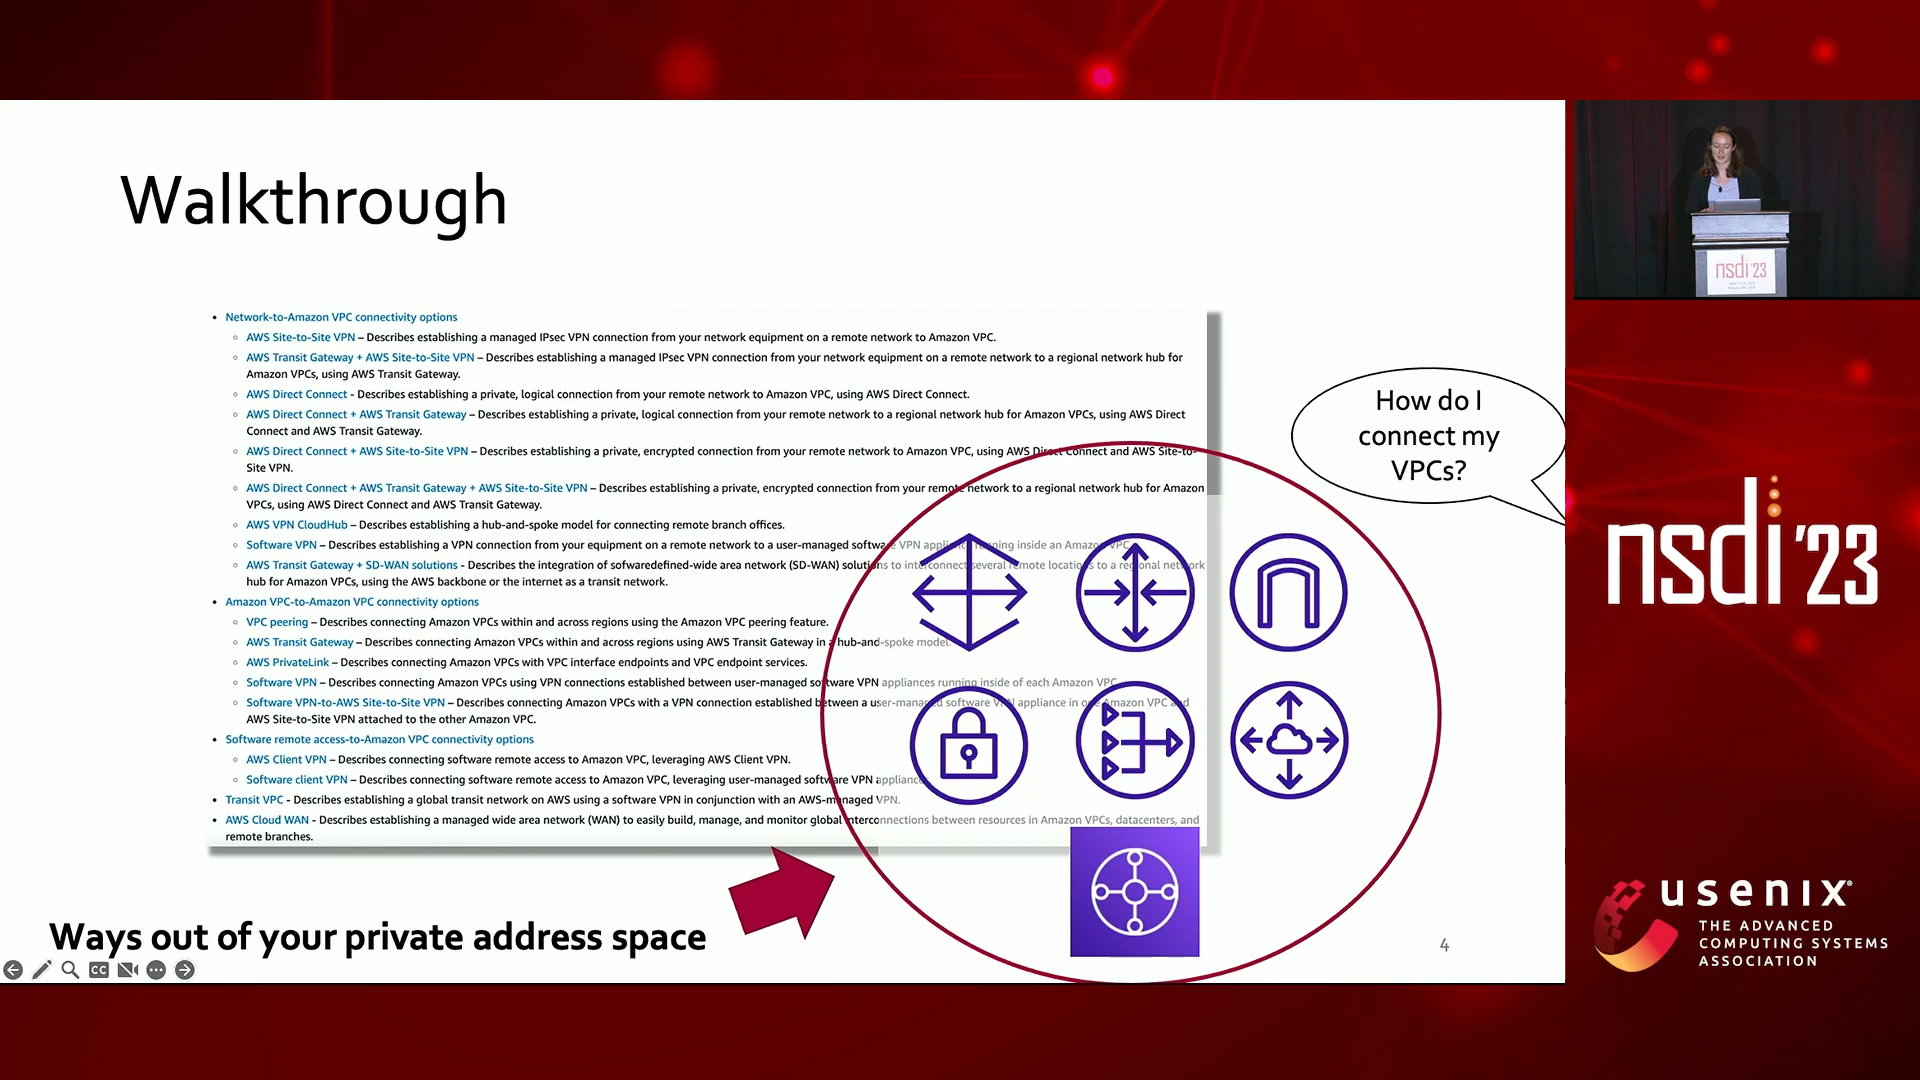 Walkthrough
• Network-to-Amazon VPC connectivity options
◦ AWS Site-to-Site VPN – Describes establishing a managed IPsec VPN connection from your network equipment on a remote network to Amazon VPC.
◦ AWS Transit Gateway + AWS Site-to-Site VPN – Describes establishing a managed IPsec VPN connection from your network equipment on a remote network to a regional network hub for
Amazon VPCs, using AWS Transit Gateway.
◦ AWS Direct Connect - Describes establishing a private, logical connection from your remote network to Amazon VPC, using AWS Direct Connect.
◦ AWS Direct Connect + AWS Transit Gateway – Describes establishing a private, logical connection from your remote network to a regional network hub for Amazon VPCs, using AWS Direct
Connect and AWS Transit Gateway.
◦ AWS Direct Connect + AWS Site-to-Site VPN – Describes establishing a private, encrypted connection from your remote network to Amazon VPC, using AWS Direct Connect and AWS Site-to-
Site VPN.
◦ AWS Direct Connect + AWS Transit Gateway + AWS Site-to-Site VPN – Describes establishing a private, encrypted connection from your remote network to a regional network hub for Amazon
VPCs, using AWS Direct Connect and AWS Transit Gateway.
◦ AWS VPN CloudHub – Describes establishing a hub-and-spoke model for connecting remote branch offices.
◦ Software VPN – Describes establishing a VPN connection from your equipment on a remote network to a user-managed software VPN appliance running inside an Amazon VPC.
◦ AWS Transit Gateway + SD-WAN solutions - Describes the integration of sofwaredefined-wide area network (SD-WAN) solutions to interconnect several remote locations to a regional network
hub for Amazon VPCs, using the AWS backbone or the internet as a transit network.
• Amazon VPC-to-Amazon VPC connectivity options
◦ VPC peering – Describes connecting Amazon VPCs within and across regions using the Amazon VPC peering feature.
◦ AWS Transit Gateway – Describes connecting Amazon VPCs within and across regions using AWS Transit Gateway in a hub-and-spoke model.
◦ AWS PrivateLink – Describes connecting Amazon VPCs with VPC interface endpoints and VPC endpoint services.
◦ Software VPN – Describes connecting Amazon VPCs using VPN connections established between user-managed software VPN appliances running inside of each Amazon VPC.
◦ Software VPN-to-AWS Site-to-Site VPN – Describes connecting Amazon VPCs with a VPN connection established between a user-managed software VPN appliance in one Amazon VPC and
AWS Site-to-Site VPN attached to the other Amazon VPC.
• Software remote access-to-Amazon VPC connectivity options
◦ AWS Client VPN – Describes connecting software remote access to Amazon VPC, leveraging AWS Client VPN.
◦ Software client VPN – Describes connecting software remote access to Amazon VPC, leveraging user-managed software VPN appliances.
• Transit VPC - Describes establishing a global transit network on AWS using a software VPN in conjunction with an AWS-managed VPN.
• AWS Cloud WAN - Describes establishing a managed wide area network (WAN) to easily build, manage, and monitor global interconnections between resources in Amazon VPCs, datacenters, and
remote branches.
How do I
connect my
VPCs?
Ways out of your private address space
CC
4
nsdi '23
nsdi '23
usenix®
THE ADVANCED
COMPUTING SYSTEMS
ASSOCIATION